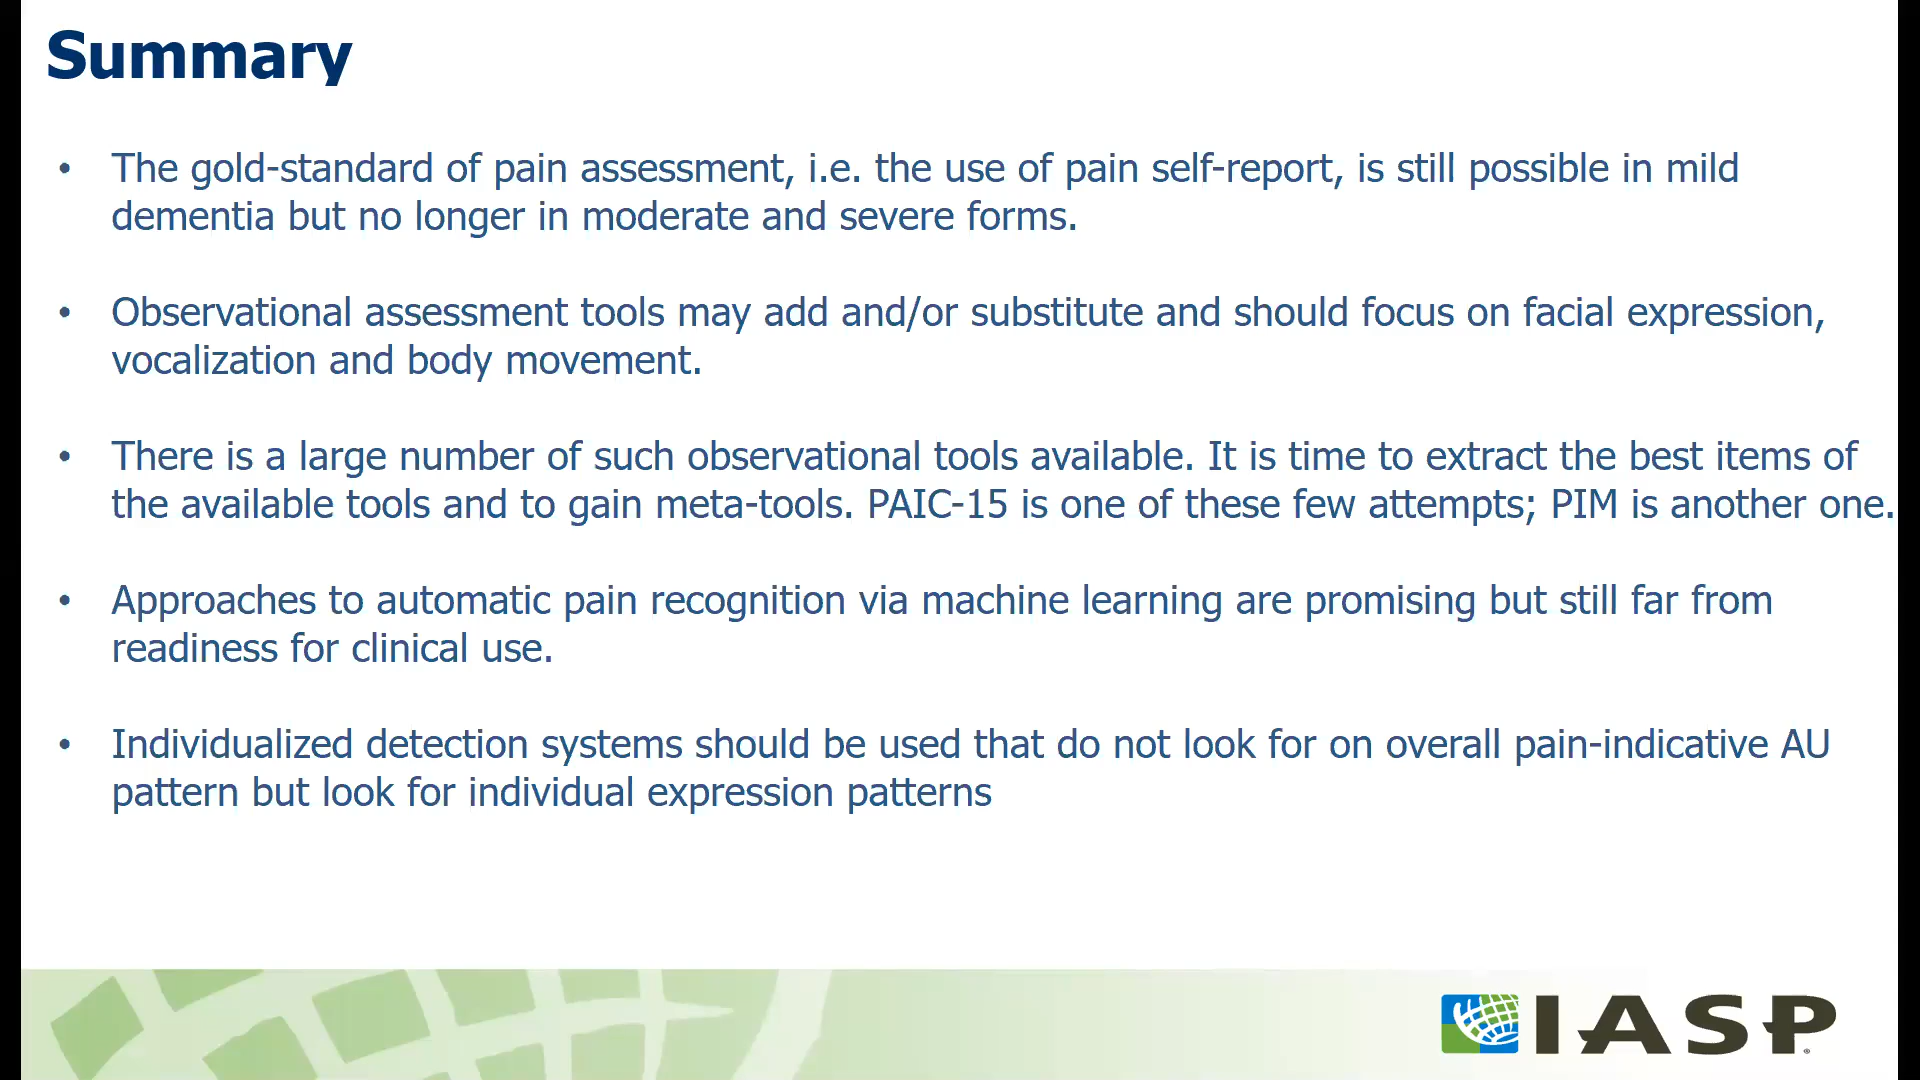 Summary
• The gold-standard of pain assessment, i.e. the use of pain self-report, is still possible in mild
dementia but no longer in moderate and severe forms.
• Observational assessment tools may add and/or substitute and should focus on facial expression,
vocalization and body movement.
• There is a large number of such observational tools available. It is time to extract the best items of
the available tools and to gain meta-tools. PAIC-15 is one of these few attempts; PIM is another one.
• Approaches to automatic pain recognition via machine learning are promising but still far from
readiness for clinical use.
• Individualized detection systems should be used that do not look for on overall pain-indicative AU
pattern but look for individual expression patterns
IASP®